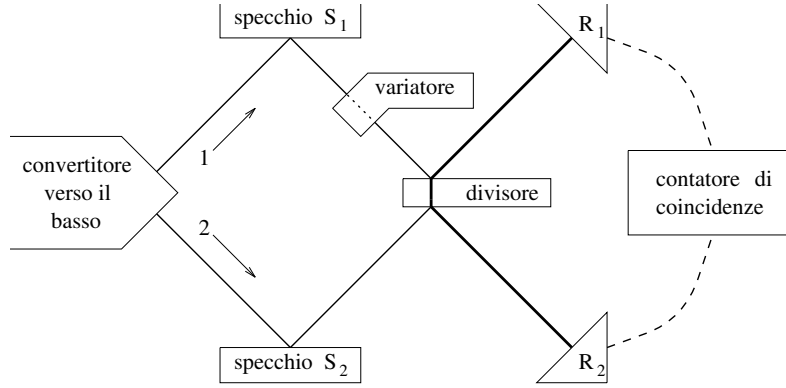 specchio S1
R1
variatore
1
convertitore
verso il
basso
divisore
contatore di
coincidenze
2
specchio S2
R2